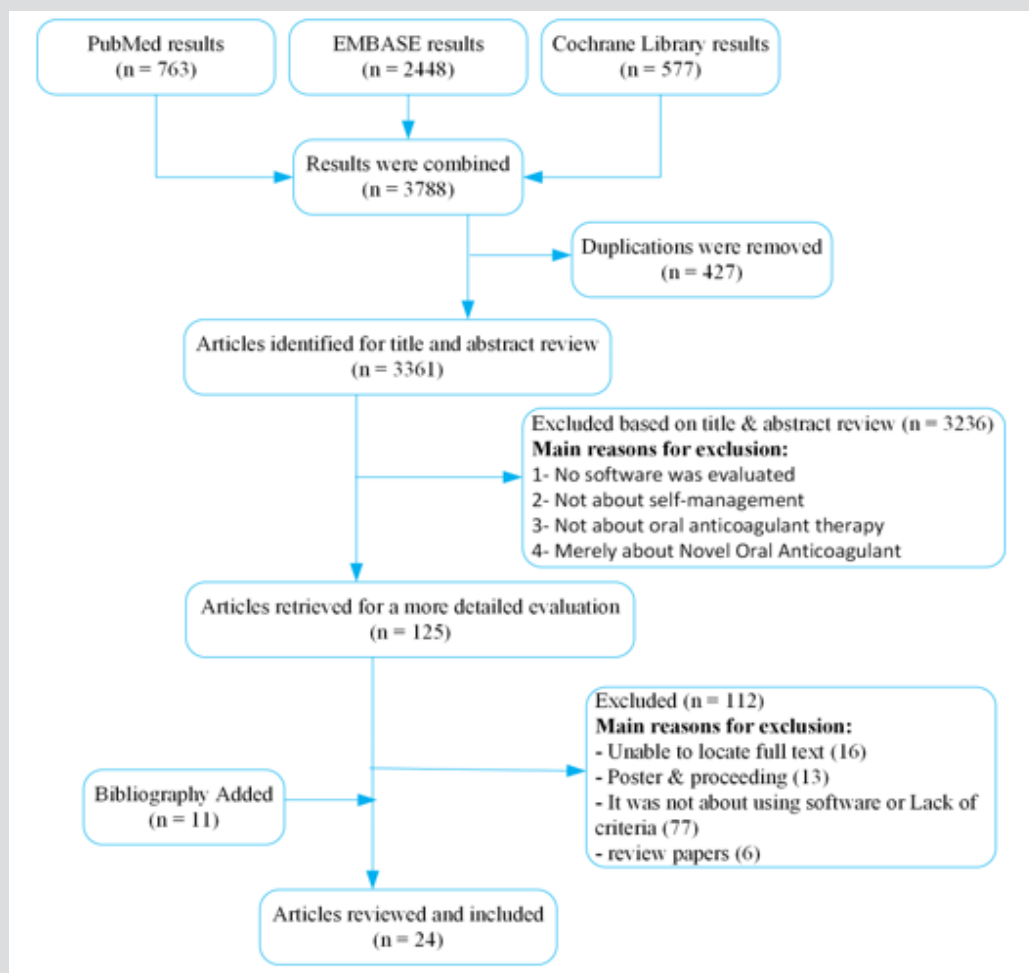 PubMed results
(n = 763)
EMBASE results
(n = 2448)
Cochrane Library results
(n = 577)
Results were combined
(n = 3788)
Duplications were removed
(n = 427)
Articles identified for title and abstract review
(n = 3361)
Excluded based on title & abstract review (n = 3236)
Main reasons for exclusion:
1- No software was evaluated
2- Not about self-management
3- Not about oral anticoagulant therapy
4- Merely about Novel Oral Anticoagulant
Articles retrieved for a more detailed evaluation
(n = 125)
Excluded (n = 112)
Main reasons for exclusion:
- Unable to locate full text (16)
- Poster & proceeding (13)
- It was not about using software or Lack of
criteria (77)
- review papers (6)
Bibliography Added
(n = 11)
Articles reviewed and included
(n = 24)